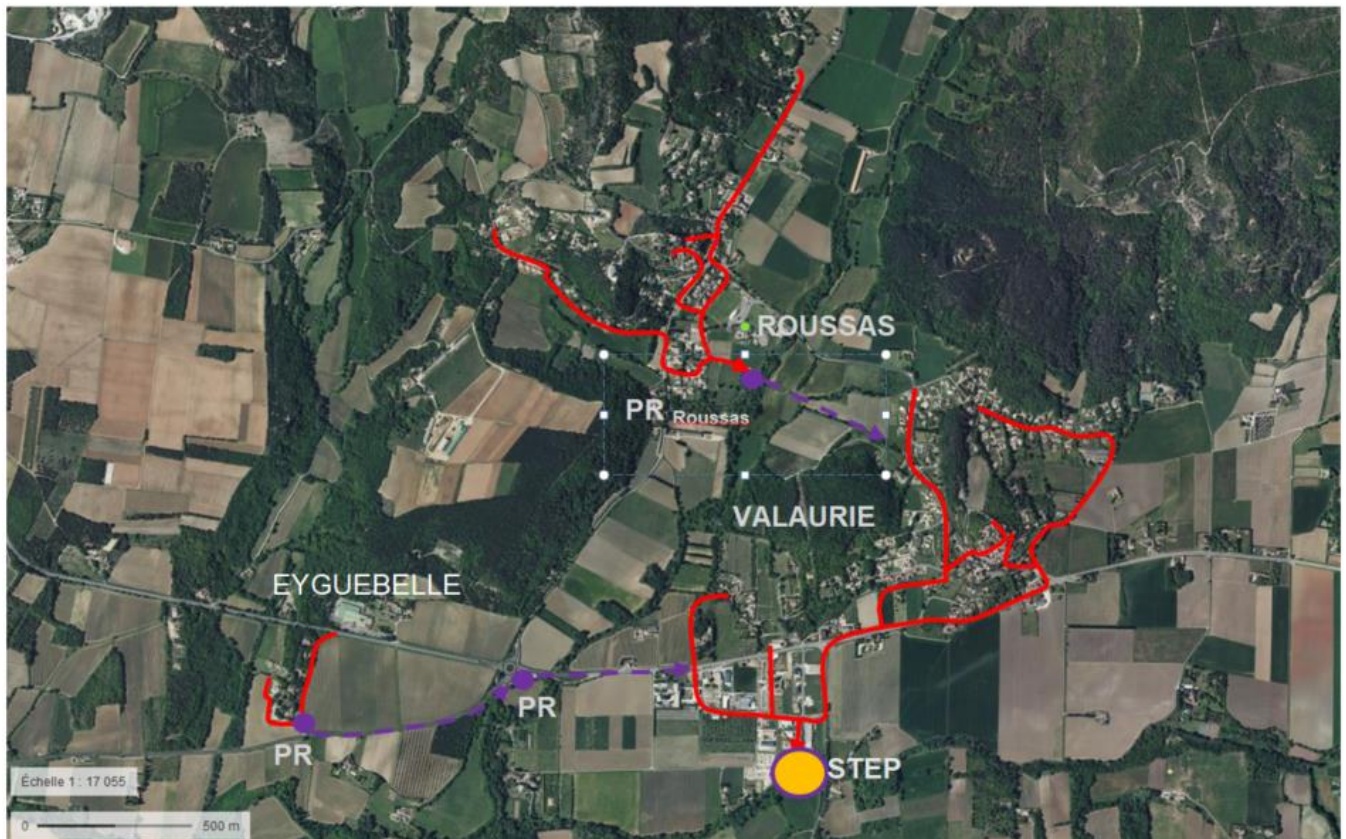 ROUSSAS
PR Roussas
VALAURIE
EYGUEBELLE
PR
PR
STEP
Échelle 1 : 17 055
0 500 m